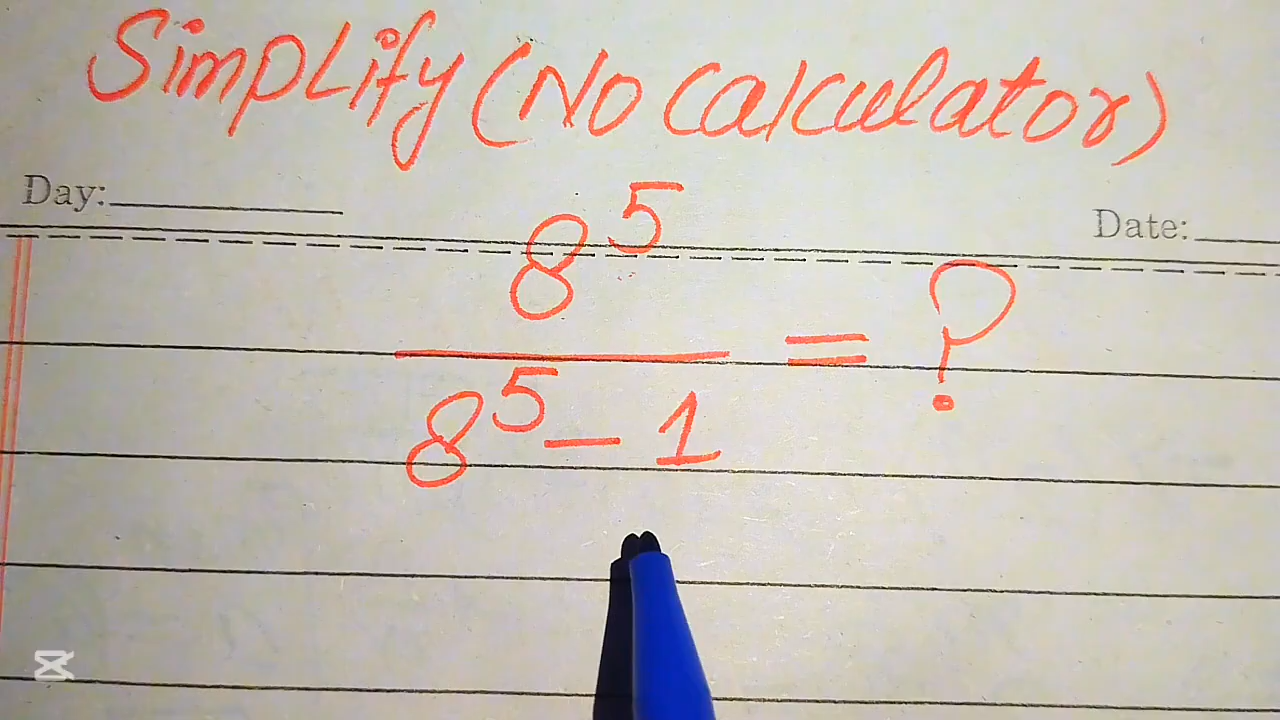 Simplify (No Calculator)
Day:
Date:
8^5
8^5 - 1
= ?